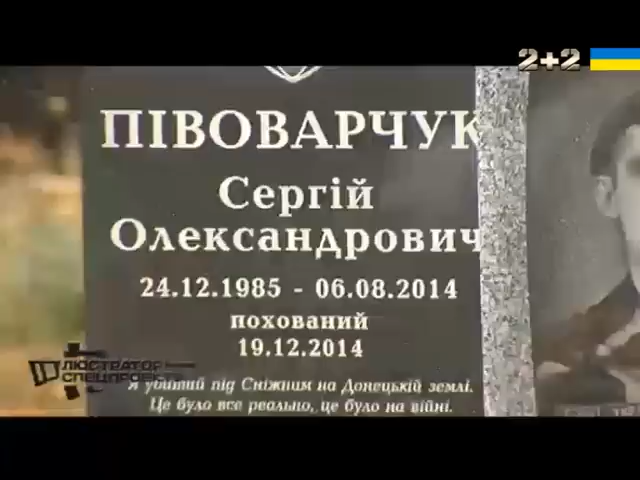 2+2
ПІВОВАРЧУК
Сергій
Олександрович
24.12.1985 - 06.08.2014
похований
19.12.2014
ЛЮСТРАТОР
СПЕЦПРОЕКТ
Я убитий під Сніжним на Донецькій землі.
Це було все реально, це було на війні.